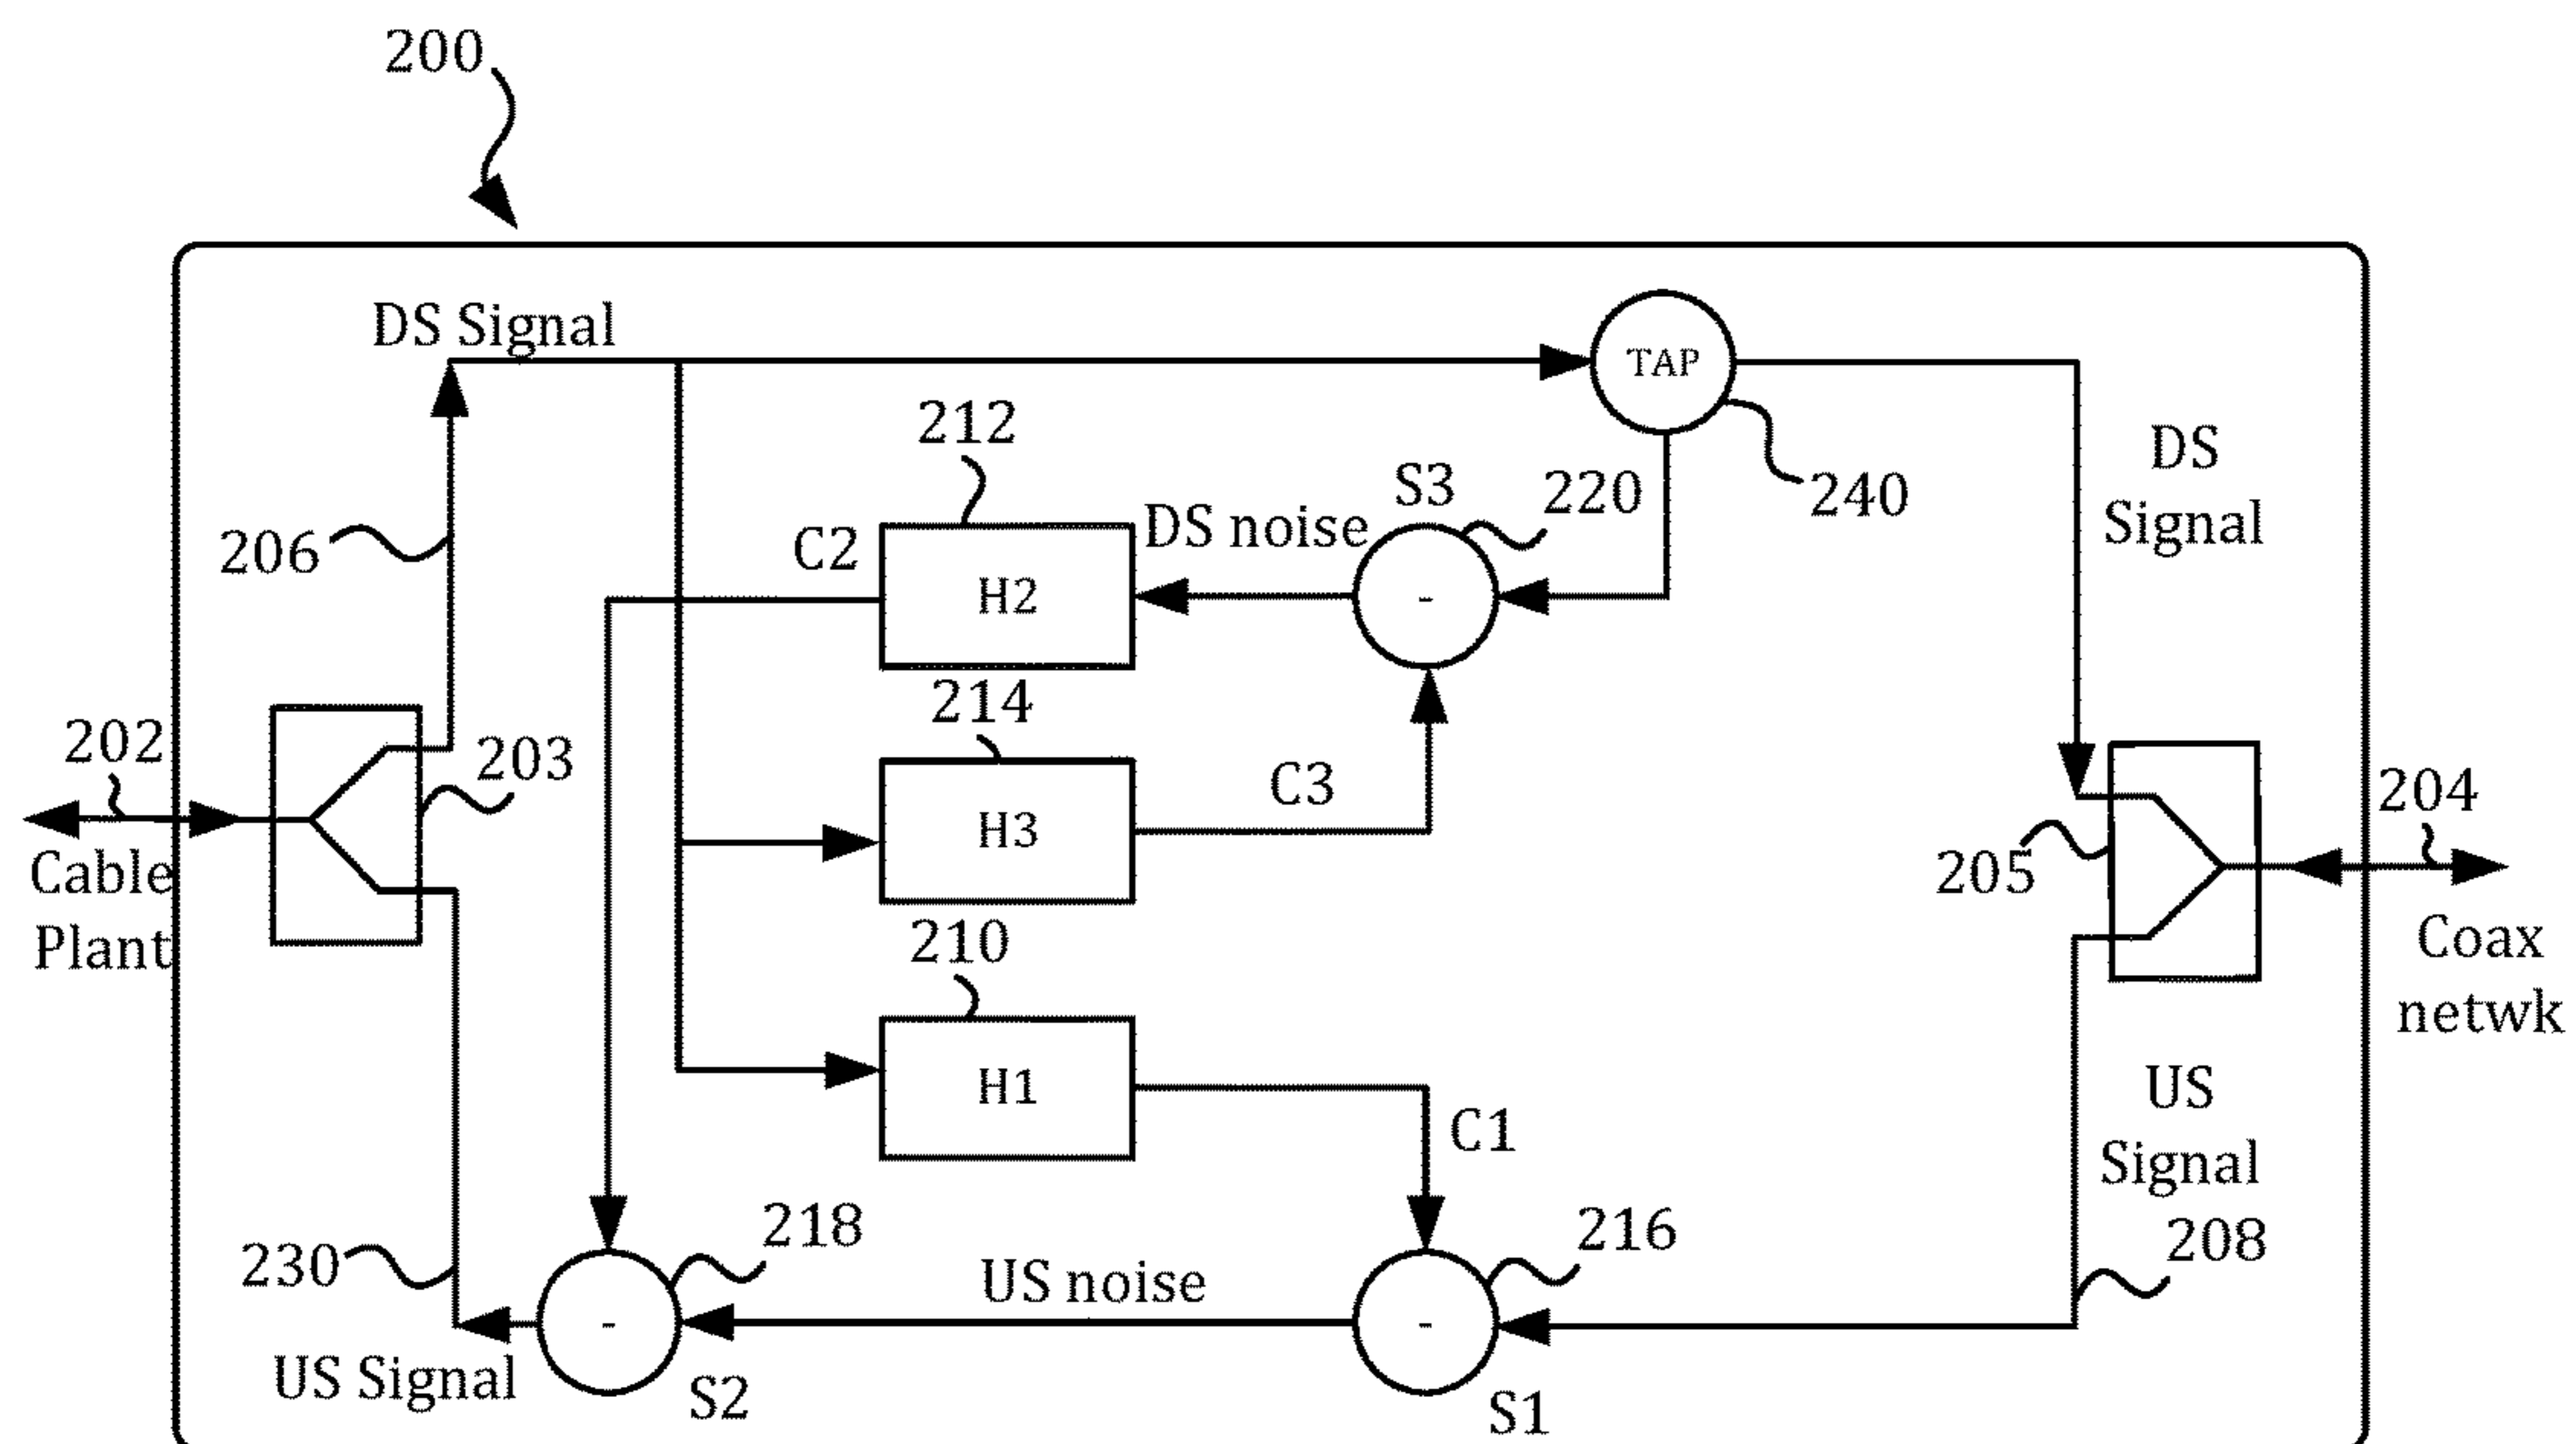 200
DS Signal
TAP
212
S3
220
240
DS
Signal
206
C2
DS noise
H2
-
214
202
203
C3
H3
205
204
Cable
Plant
210
Coax
netwk
H1
C1
US
Signal
230
218
US noise
216
208
-
-
US Signal
S2
S1